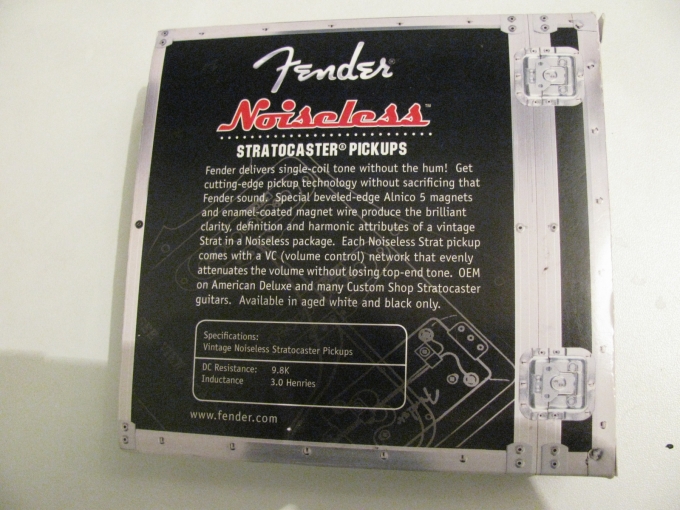 Fender®
Noiseless™
STRATOCASTER® PICKUPS
Fender delivers single-coil tone without the hum! Get
cutting-edge pickup technology without sacrificing that
Fender sound. Special beveled-edge Alnico 5 magnets
and enamel-coated magnet wire produce the brilliant
clarity, definition and harmonic attributes of a vintage
Strat in a Noiseless package. Each Noiseless Strat pickup
comes with a VC (volume control) network that evenly
attenuates the volume without losing top-end tone. OEM
on American Deluxe and many Custom Shop Stratocaster
guitars. Available in aged white and black only.
Specifications:
Vintage Noiseless Stratocaster Pickups
DC Resistance: 9.8K
Inductance 3.0 Henries
Fender
www.fender.com